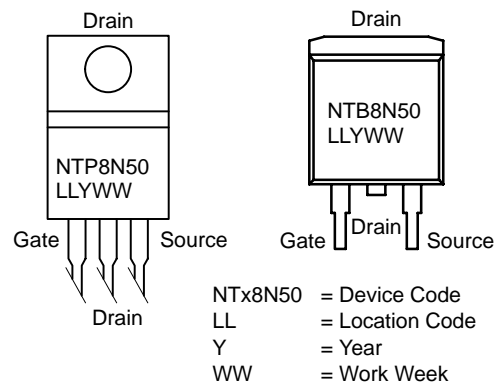 Drain
NTP8N50
LLYWW
Gate
Source
Drain
Drain
NTB8N50
LLYWW
Gate
Drain
Source
NTx8N50 = Device Code
LL = Location Code
Y = Year
WW = Work Week